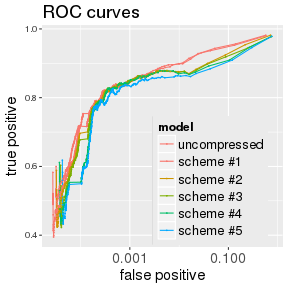 ROC curves
true positive
0.4
0.6
0.8
1.0
0.001
0.100
false positive
model
uncompressed
scheme #1
scheme #2
scheme #3
scheme #4
scheme #5